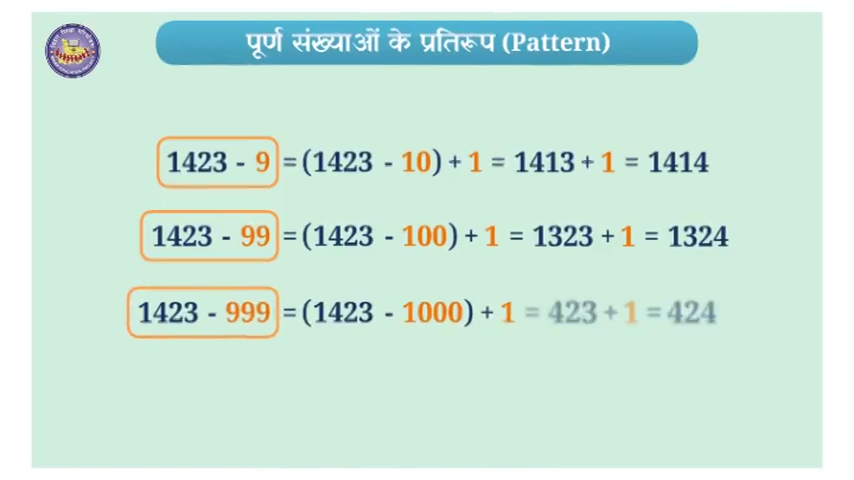 पूर्ण संख्याओं के प्रतिरूप (Pattern)
1423 - 9 = (1423 - 10) + 1 = 1413 + 1 = 1414
1423 - 99 = (1423 - 100) + 1 = 1323 + 1 = 1324
1423 - 999 = (1423 - 1000) + 1 = 423 + 1 = 424